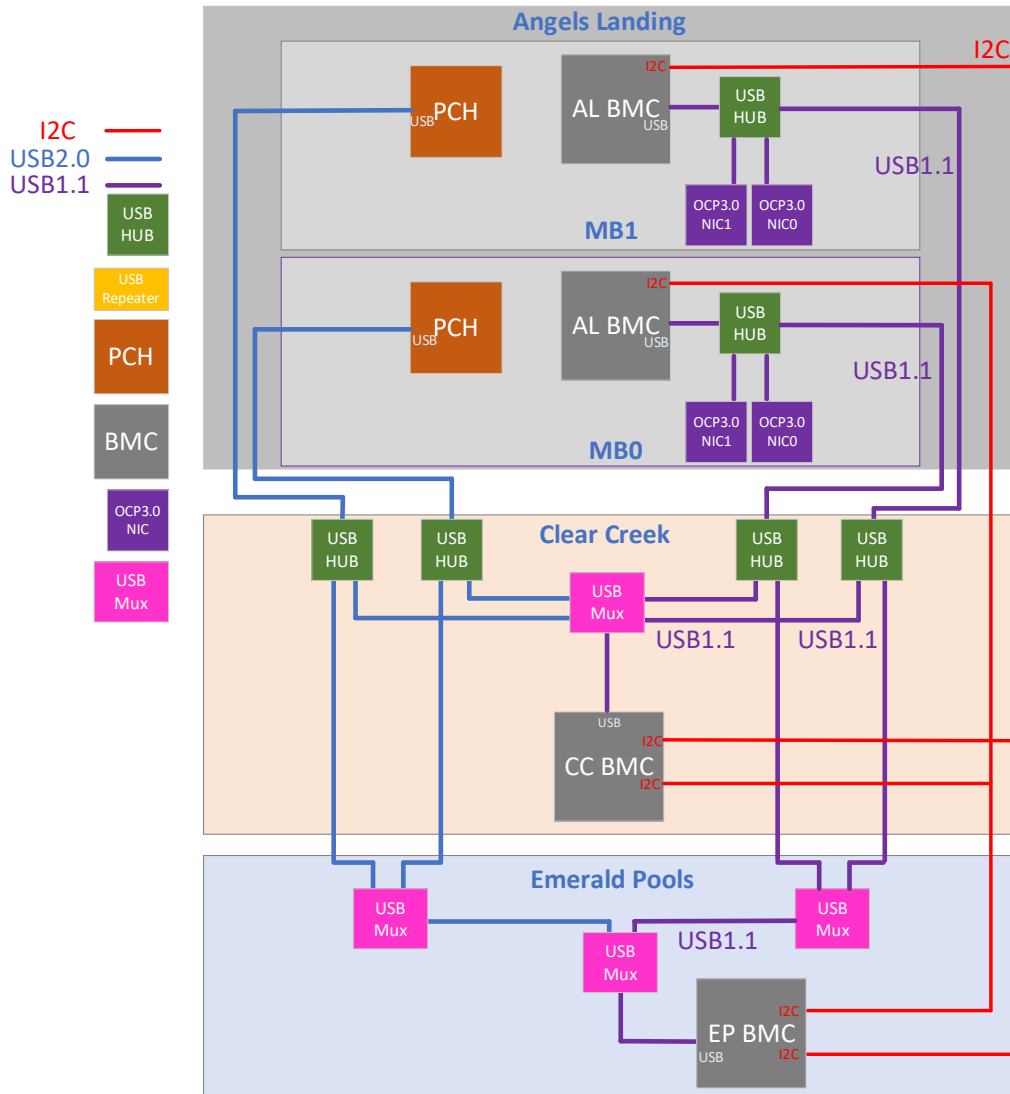 Angels Landing
I2C
I2C
USB2.0
USB1.1
USB
HUB
USB
Repeater
PCH
BMC
OCP3.0
NIC
USB
Mux
PCH
USB
I2C
AL BMC
USB
USB
HUB
USB1.1
OCP3.0
NIC1
OCP3.0
NIC0
MB1
PCH
USB
I2C
AL BMC
USB
USB
HUB
USB1.1
OCP3.0
NIC1
OCP3.0
NIC0
MB0
Clear Creek
USB
HUB
USB
HUB
USB
HUB
USB
HUB
USB
Mux
USB1.1
USB1.1
USB
I2C
CC BMC
I2C
Emerald Pools
USB
Mux
USB
Mux
USB1.1
USB
Mux
I2C
EP BMC
USB
I2C